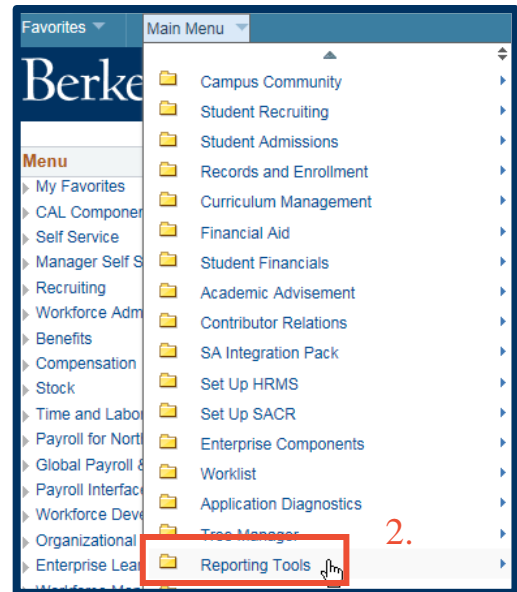 Favorites
Main Menu
Berke
Campus Community
Student Recruiting
Student Admissions
Records and Enrollment
Curriculum Management
Financial Aid
Student Financials
Academic Advisement
Contributor Relations
SA Integration Pack
Set Up HRMS
Set Up SACR
Enterprise Components
Worklist
Application Diagnostics
Tree Manager
Reporting Tools
2.
Menu
My Favorites
CAL Componen
Self Service
Manager Self S
Recruiting
Workforce Adm
Benefits
Compensation
Stock
Time and Labor
Payroll for North
Global Payroll &
Payroll Interface
Workforce Deve
Organizational
Enterprise Lear